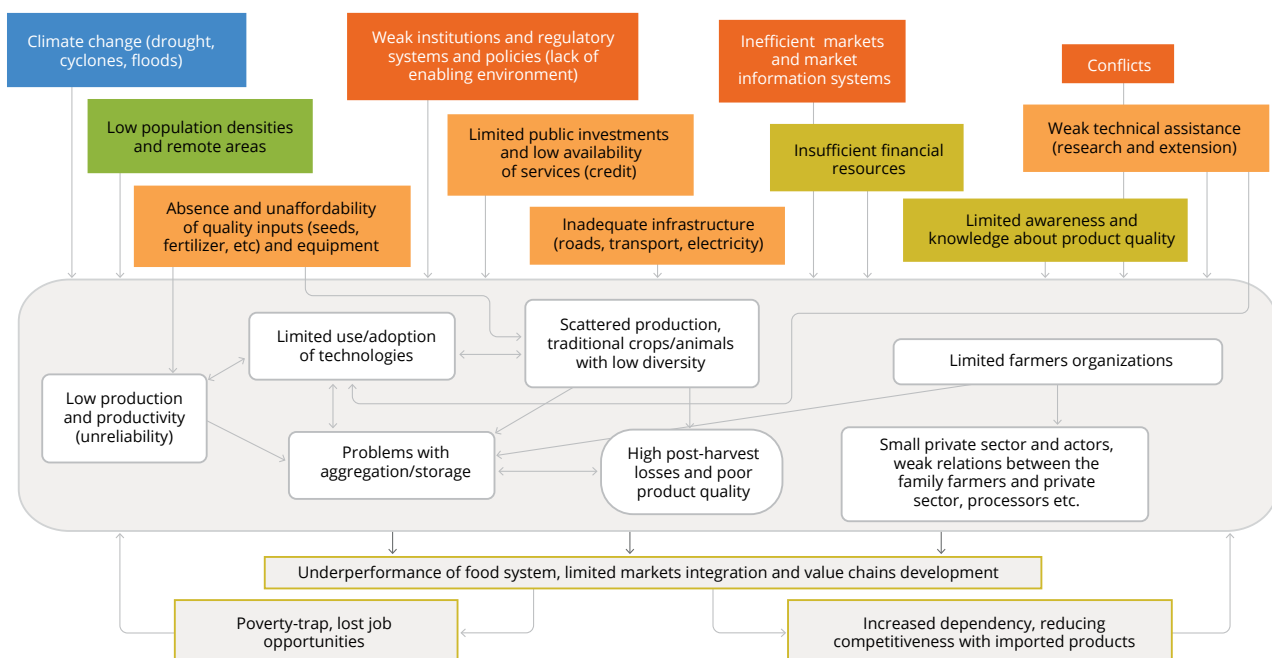 Climate change (drought,
cyclones, floods)
Weak institutions and regulatory
systems and policies (lack of
enabling environment)
Inefficient markets
and market
information systems
Conflicts
Low population densities
and remote areas
Limited public investments
and low availability
of services (credit)
Insufficient financial
resources
Weak technical assistance
(research and extension)
Absence and unaffordability
of quality inputs (seeds,
fertilizer, etc) and equipment
Inadequate infrastructure
(roads, transport, electricity)
Limited awareness and
knowledge about product quality
Limited use/adoption
of technologies
Scattered production,
traditional crops/animals
with low diversity
Limited farmers organizations
Low production
and productivity
(unreliability)
Problems with
aggregation/storage
High post-harvest
losses and poor
product quality
Small private sector and actors,
weak relations between the
family farmers and private
sector, processors etc.
Underperformance of food system, limited markets integration and value chains development
Poverty-trap, lost job
opportunities
Increased dependency, reducing
competitiveness with imported products